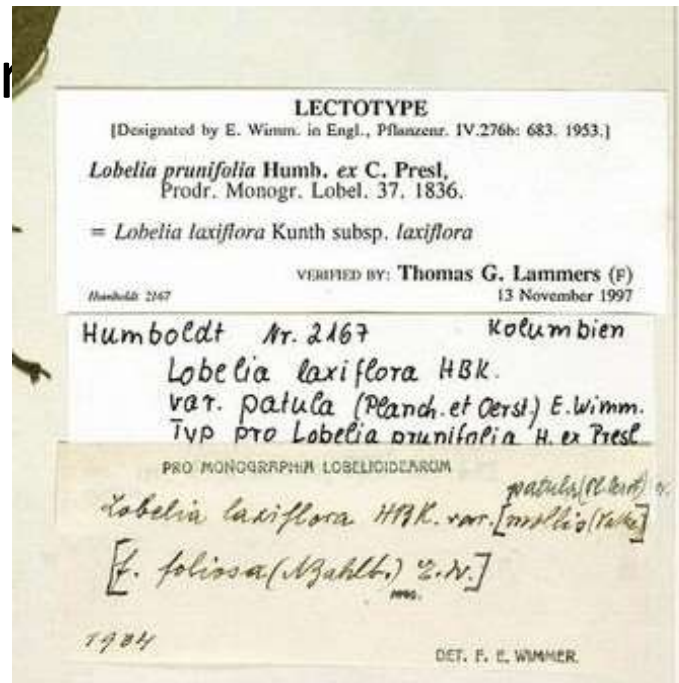 LECTOTYPE
[Designated by E. Wimm. in Engl., Pflanzenr. IV.276b: 683. 1953.]
Lobelia prunifolia Humb. ex C. Presl,
Prodr. Monogr. Lobel. 37. 1836.
= Lobelia laxiflora Kunth subsp. laxiflora
VERIFIED BY: Thomas G. Lammers (F)
Humboldt 2167 13 November 1997
Humboldt Nr. 2167 Kolumbien
Lobelia laxiflora HBK.
var. patula (Planch. et Oerst.) E. Wimm.
Typ pro Lobelia prunifolia H. ex Presl
PRO MONOGRAPHIA LOBELIOIDEARUM
patula
Lobelia laxiflora HBK. var. [mollis
[f. foliosa E.W.]
1934
DET. F. E. WIMMER.